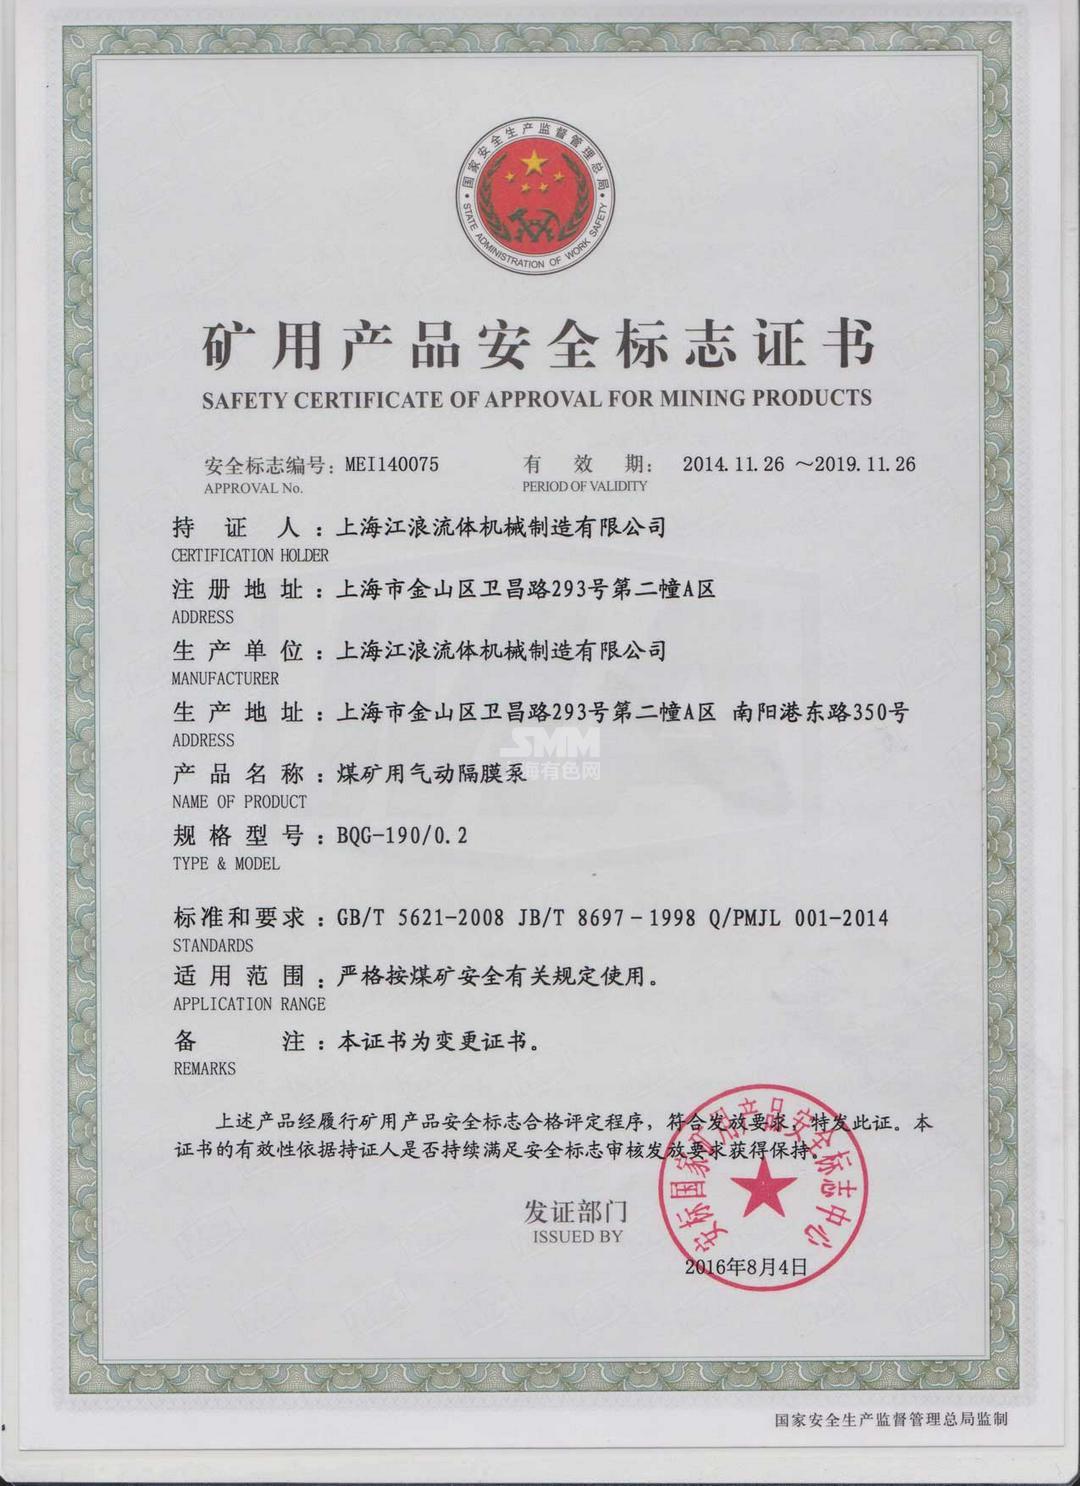 国家安全生产监督管理总局
STATE ADMINISTRATION OF WORK SAFETY
矿用产品安全标志证书
SAFETY CERTIFICATE OF APPROVAL FOR MINING PRODUCTS
安全标志编号：MEI140075 有效期：2014.11.26 ～2019.11.26
APPROVAL No. PERIOD OF VALIDITY
持证人：上海江浪流体机械制造有限公司
CERTIFICATION HOLDER
注册地址：上海市金山区卫昌路293号第二幢A区
ADDRESS
生产单位：上海江浪流体机械制造有限公司
MANUFACTURER
生产地址：上海市金山区卫昌路293号第二幢A区 南阳港东路350号
ADDRESS
SMM
海有色网
产品名称：煤矿用气动隔膜泵
NAME OF PRODUCT
规格型号：BQG-190/0.2
TYPE & MODEL
标准和要求：GB/T 5621-2008 JB/T 8697-1998 Q/PMJL 001-2014
STANDARDS
适用范围：严格按煤矿安全有关规定使用。
APPLICATION RANGE
备注：本证书为变更证书。
REMARKS
上述产品经履行矿用产品安全标志合格评定程序，符合发放要求，特发此证。本
证书的有效性依据持证人是否持续满足安全标志审核发放要求获得保持。
安标国家矿用产品安全标志中心
发证部门
ISSUED BY
2016年8月4日
国家安全生产监督管理总局监制